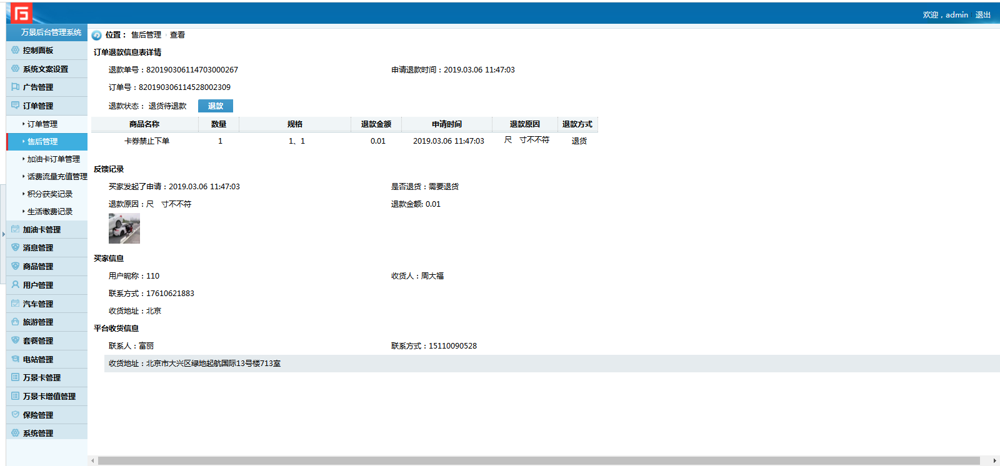 欢迎，admin 退出
万景后台管理系统
位置： 售后管理 查看
控制面板
系统文案设置
广告管理
订单管理
订单管理
售后管理
加油卡订单管理
话费流量充值管理
积分获奖记录
生活缴费记录
加油卡管理
消息管理
商品管理
用户管理
汽车管理
旅游管理
套餐管理
电站管理
万景卡管理
万景卡增值管理
保险管理
系统管理
订单退款信息表详情
退款单号：820190306114703000267 申请退款时间：2019.03.06 11:47:03
订单号：820190306114528002309
退款状态： 退货待退款 退款
商品名称 数量 规格 退款金额 申请时间 退款原因 退款方式
卡券禁止下单 1 1、1 0.01 2019.03.06 11:47:03 尺 寸不不符 退货
反馈记录
买家发起了申请：2019.03.06 11:47:03 是否退货：需要退货
退款原因：尺 寸不不符 退款金额: 0.01
买家信息
用户昵称：110 收货人：周大福
联系方式：17610621883
收货地址：北京
平台收货信息
联系人：富丽 联系方式：15110090528
收货地址：北京市大兴区绿地起航国际13号楼713室